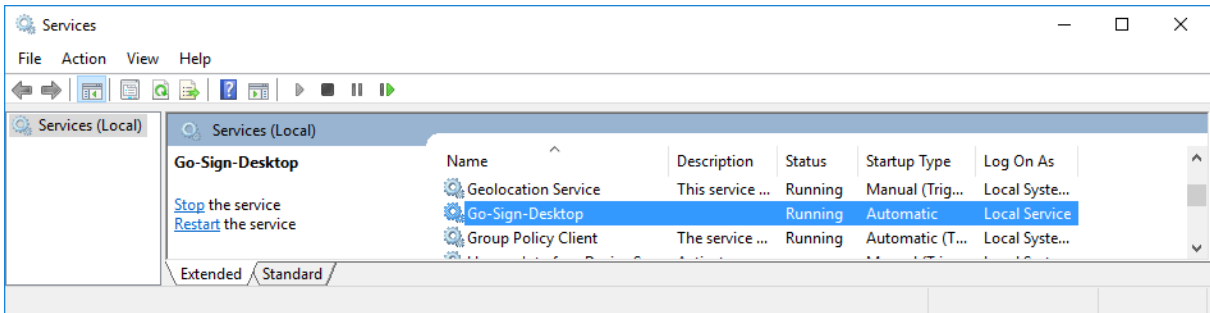 Services
File Action View Help
Services (Local)
Services (Local)
Go-Sign-Desktop
Stop the service
Restart the service
Name Description Status Startup Type Log On As
Geolocation Service This service ... Running Manual (Trig... Local Syste...
Go-Sign-Desktop Running Automatic Local Service
Group Policy Client The service ... Running Automatic (T... Local Syste...
Extended Standard